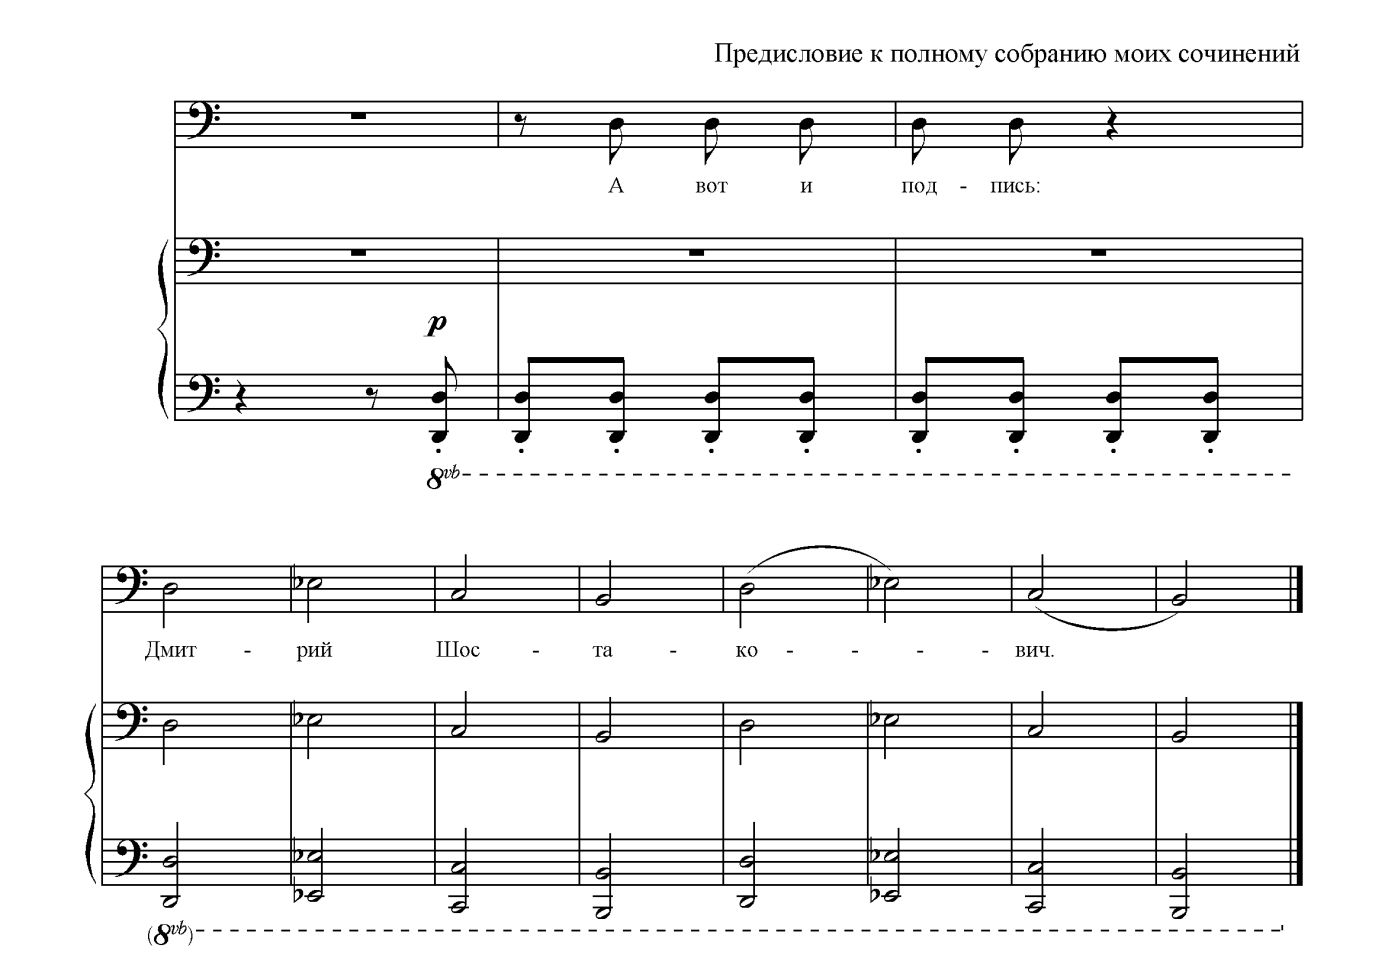 Предисловие к полному собранию моих сочинений
А вот и под - пись:
p
8vb
Дмит - рий Шос - та - ко - - - - вич.
(8vb)